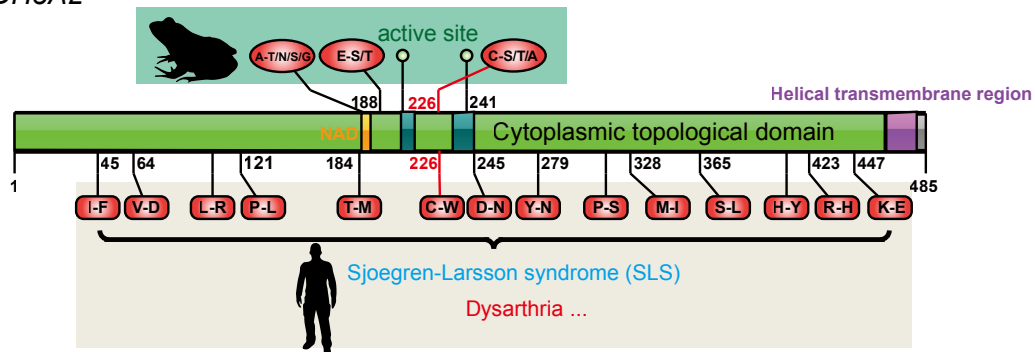 active site
A-T/N/S/G E-S/T C-S/T/A
188 226 241
Helical transmembrane region
NAD Cytoplasmic topological domain
45 64 121 184 226 245 279 328 365 423 447
1 485
I-F V-D L-R P-L T-M C-W D-N Y-N P-S M-I S-L H-Y R-H K-E
Sjoegren-Larsson syndrome (SLS)
Dysarthria ...